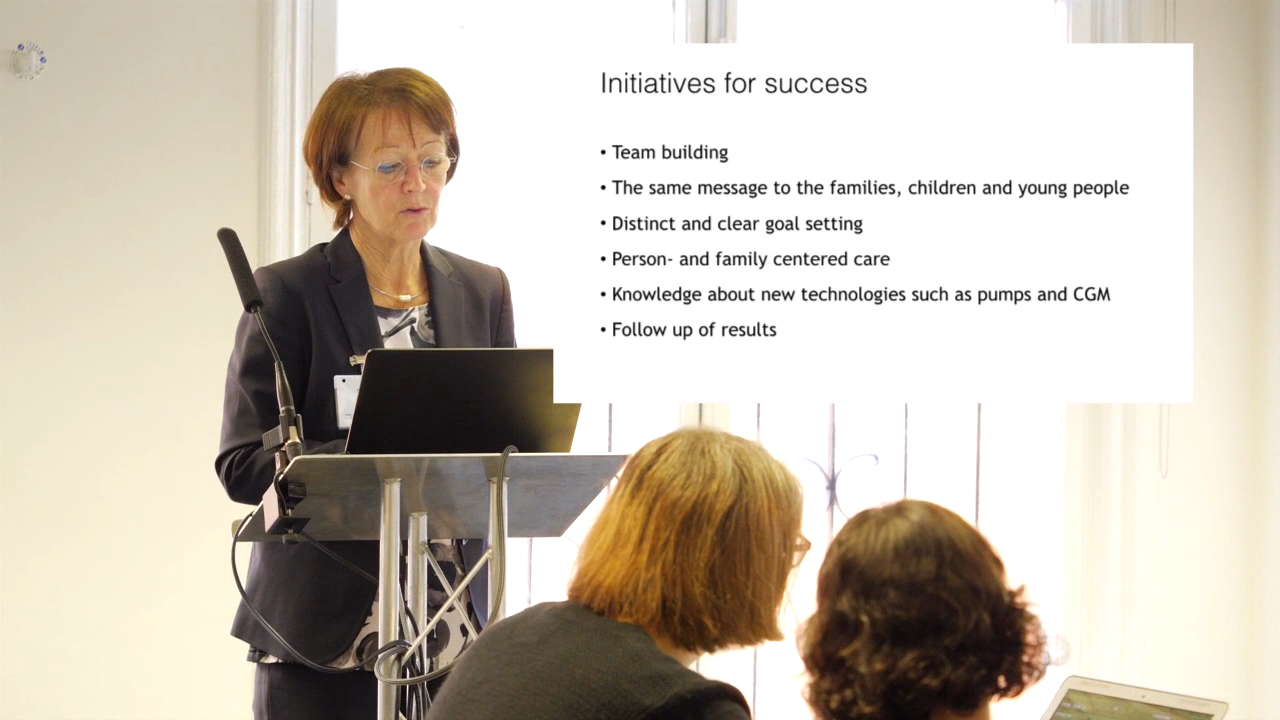 Initiatives for success
• Team building
• The same message to the families, children and young people
• Distinct and clear goal setting
• Person- and family centered care
• Knowledge about new technologies such as pumps and CGM
• Follow up of results